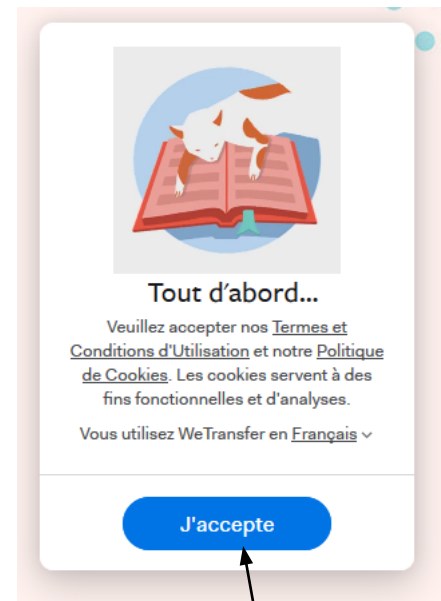 Tout d'abord...
Veuillez accepter nos Termes et
Conditions d'Utilisation et notre Politique
de Cookies. Les cookies servent à des
fins fonctionnelles et d'analyses.
Vous utilisez WeTransfer en Français
J'accepte